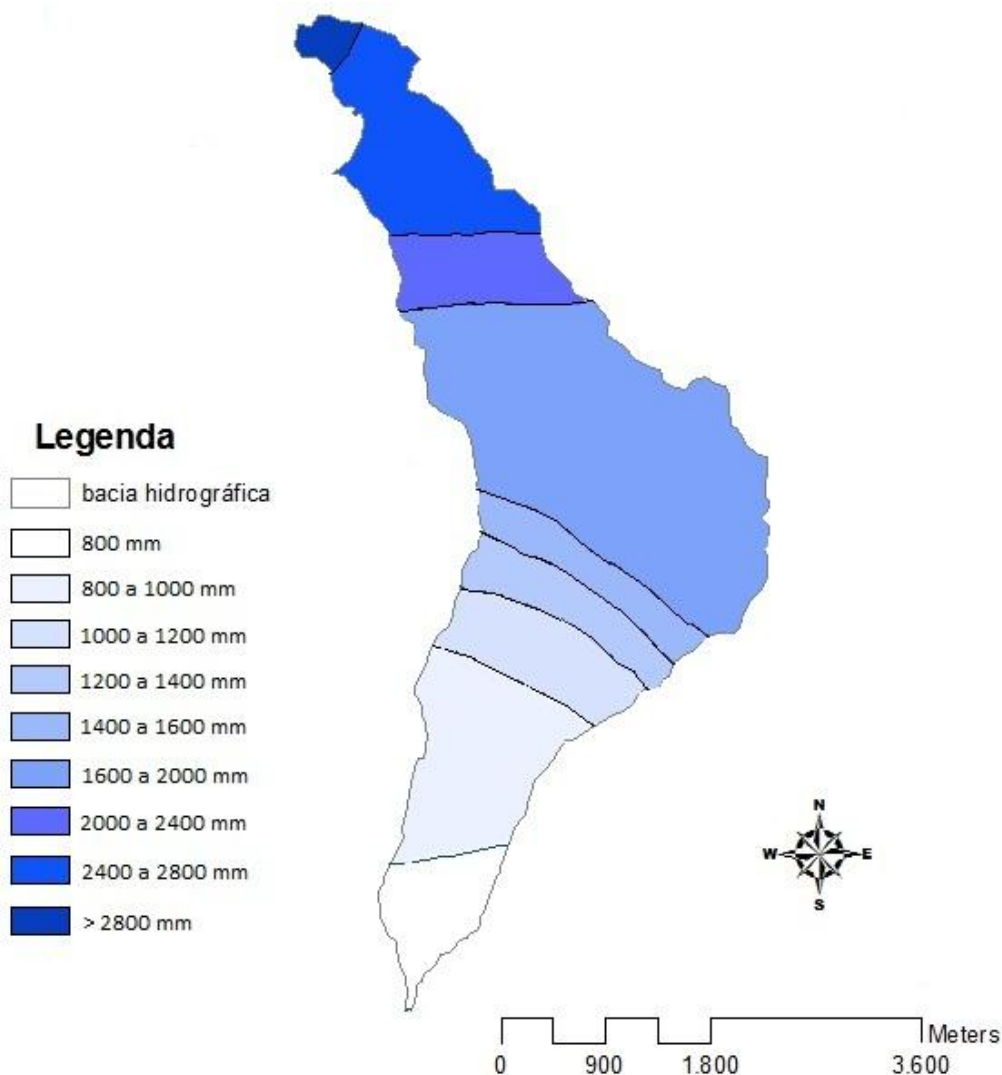 Legenda
bacia hidrográfica
800 mm
800 a 1000 mm
1000 a 1200 mm
1200 a 1400 mm
1400 a 1600 mm
1600 a 2000 mm
2000 a 2400 mm
2400 a 2800 mm
> 2800 mm
N
W E
S
Meters
0 900 1.800 3.600